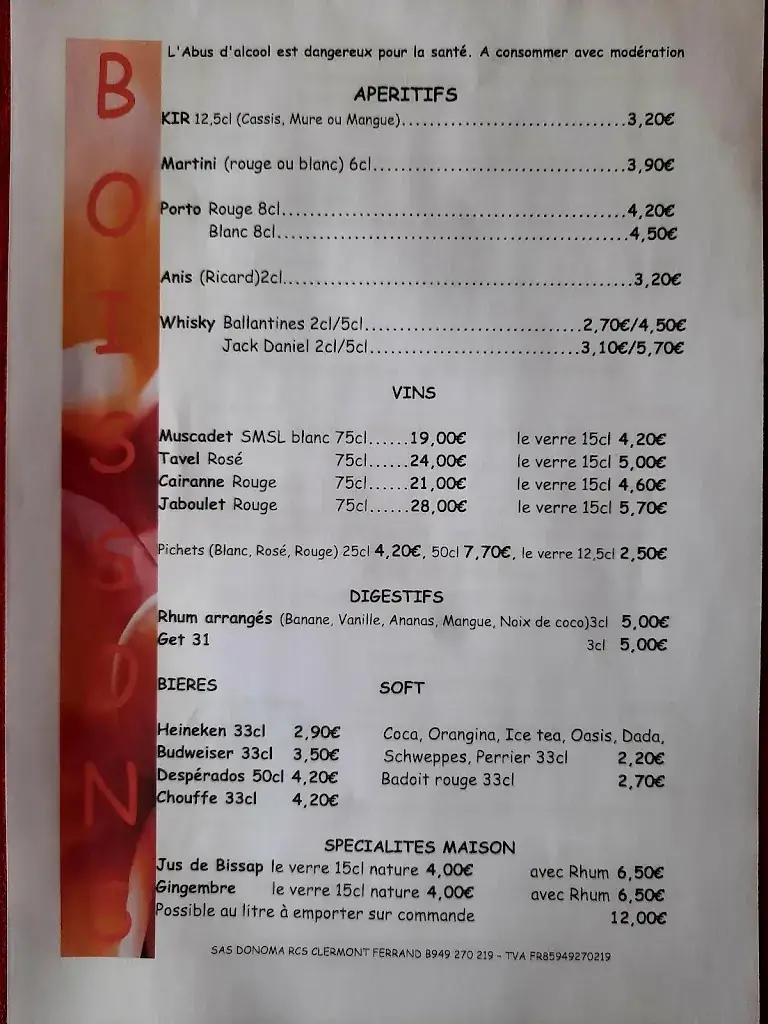 BOISSONS
L'Abus d'alcool est dangereux pour la santé. A consommer avec modération
APERITIFS
KIR 12,5cl (Cassis, Mure ou Mangue)................................3,20€
Martini (rouge ou blanc) 6cl....................................3,90€
Porto Rouge 8cl.................................................4,20€
Blanc 8cl..................................................4,50€
Anis (Ricard)2cl..................................................3,20€
Whisky Ballantines 2cl/5cl...............................2,70€/4,50€
Jack Daniel 2cl/5cl..............................3,10€/5,70€
VINS
Muscadet SMSL blanc 75cl......19,00€ le verre 15cl 4,20€
Tavel Rosé 75cl......24,00€ le verre 15cl 5,00€
Cairanne Rouge 75cl......21,00€ le verre 15cl 4,60€
Jaboulet Rouge 75cl......28,00€ le verre 15cl 5,70€
Pichets (Blanc, Rosé, Rouge) 25cl 4,20€, 50cl 7,70€, le verre 12,5cl 2,50€
DIGESTIFS
Rhum arrangés (Banane, Vanille, Ananas, Mangue, Noix de coco)3cl 5,00€
Get 31 3cl 5,00€
BIERES SOFT
Heineken 33cl 2,90€ Coca, Orangina, Ice tea, Oasis, Dada,
Budweiser 33cl 3,50€ Schweppes, Perrier 33cl 2,20€
Despérados 50cl 4,20€ Badoit rouge 33cl 2,70€
Chouffe 33cl 4,20€
SPECIALITES MAISON
Jus de Bissap le verre 15cl nature 4,00€ avec Rhum 6,50€
Gingembre le verre 15cl nature 4,00€ avec Rhum 6,50€
Possible au litre à emporter sur commande 12,00€
SAS DONOMA RCS CLERMONT FERRAND B949 270 219 - TVA FR85949270219